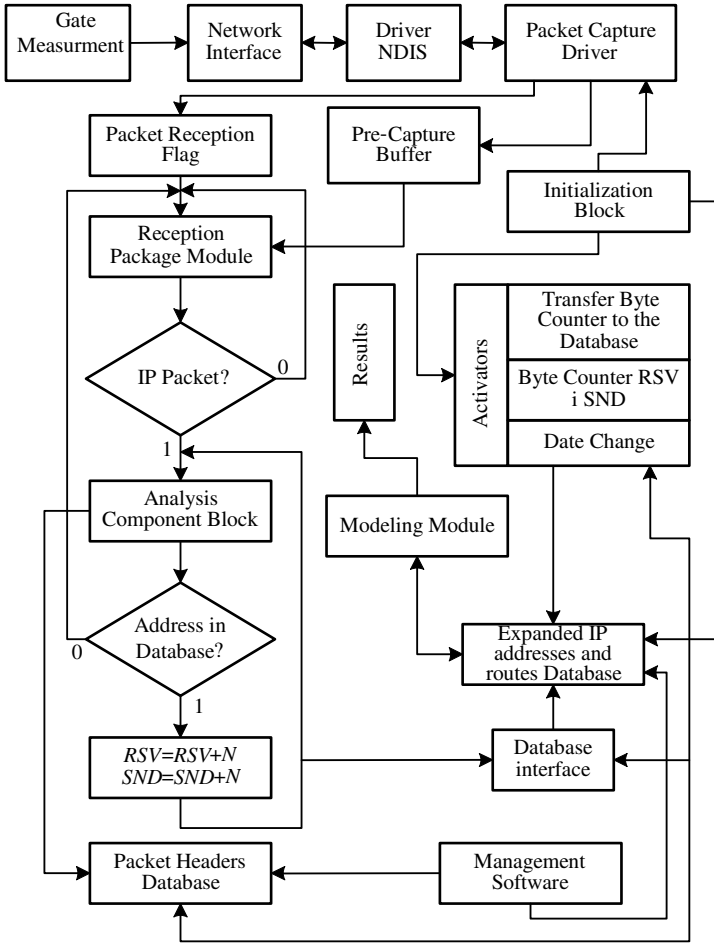 Gate
Measurment
Network
Interface
Driver
NDIS
Packet Capture
Driver
Packet Reception
Flag
Pre-Capture
Buffer
Initialization
Block
Reception
Package Module
Results
Activators
Transfer Byte
Counter to the
Database
IP Packet?
0
Byte Counter RSV
i SND
1
Date Change
Analysis
Component Block
Modeling Module
Address in
Database?
0
Expanded IP
addresses and
routes Database
1
RSV=RSV+N
SND=SND+N
Database
interface
Packet Headers
Database
Management
Software